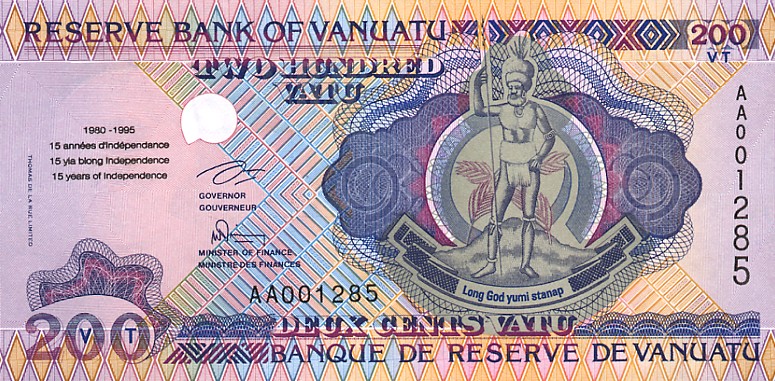 RESERVE BANK OF VANUATU
200
VT
TWO HUNDRED
VATU
AA001285
1980 - 1995
15 années d'Indépendance
15 yia blong Independence
15 years of Independence
THOMAS DE LA RUE LIMITED
GOVERNOR
GOUVERNEUR
MINISTER OF FINANCE
MINISTRE DES FINANCES
AA001285
Long God yumi stanap
200
V T
DEUX CENTS VATU
BANQUE DE RESERVE DE VANUATU